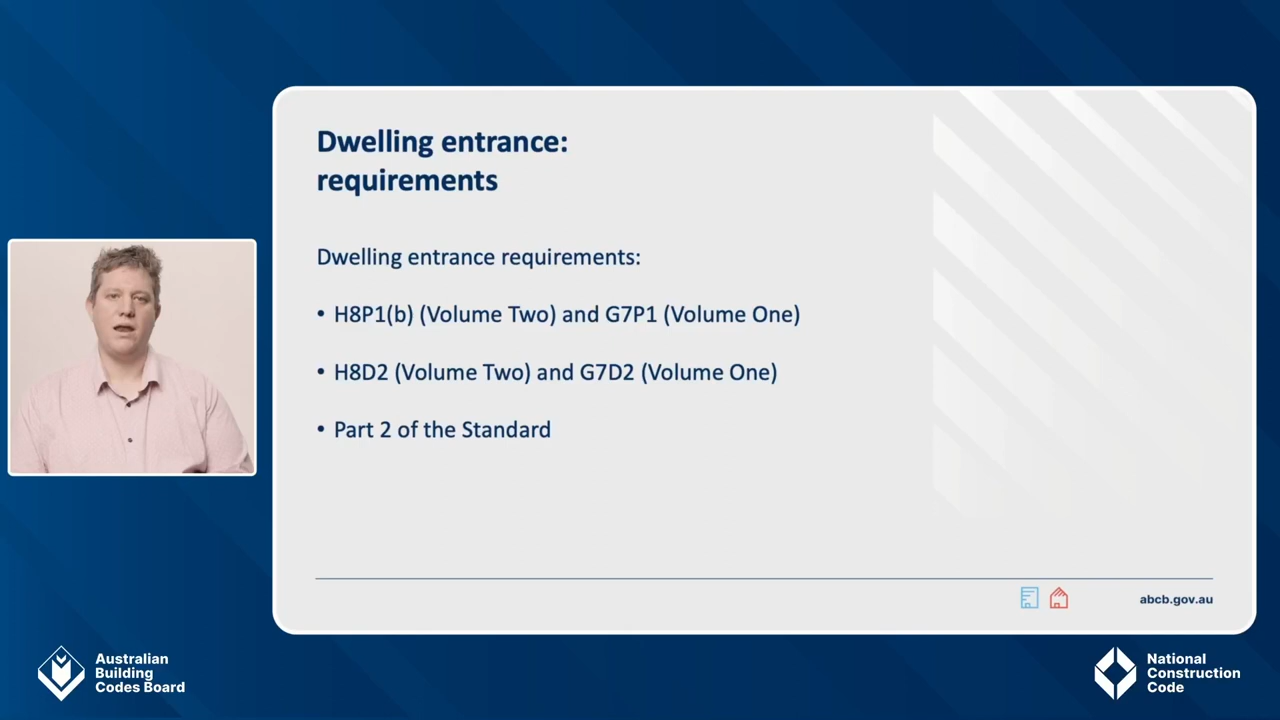 Dwelling entrance:
requirements
Dwelling entrance requirements:
• H8P1(b) (Volume Two) and G7P1 (Volume One)
• H8D2 (Volume Two) and G7D2 (Volume One)
• Part 2 of the Standard
abcb.gov.au
Australian
Building
Codes Board
National
Construction
Code